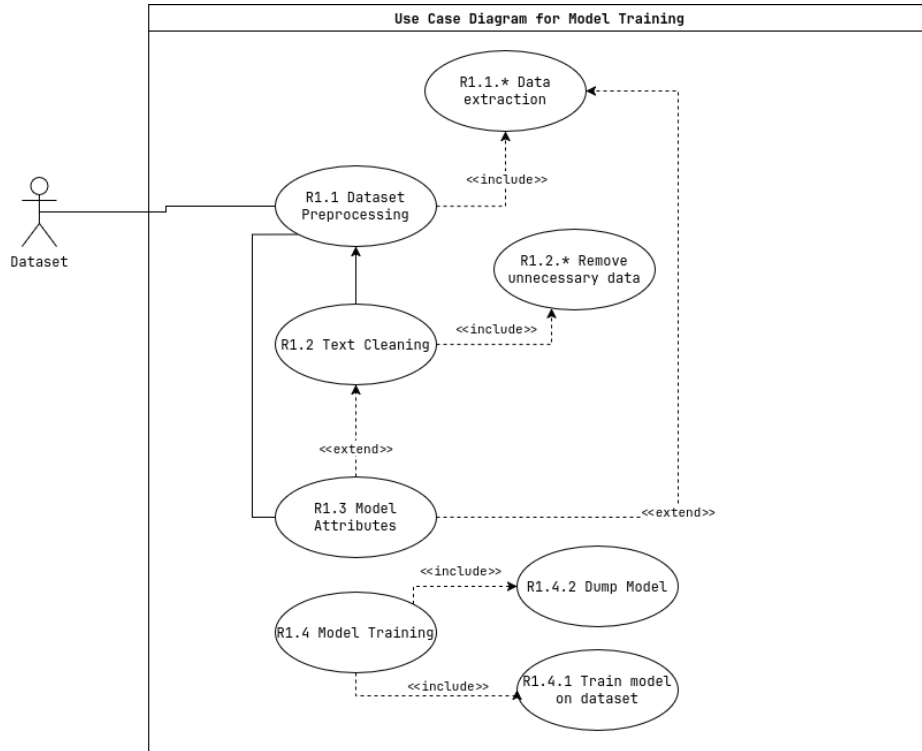 Use Case Diagram for Model Training
R1.1.* Data
extraction
<<include>>
R1.1 Dataset
Preprocessing
Dataset
R1.2.* Remove
unnecessary data
<<include>>
R1.2 Text Cleaning
<<extend>>
R1.3 Model
Attributes
<<extend>>
<<include>>
R1.4.2 Dump Model
R1.4 Model Training
<<include>>
R1.4.1 Train model
on dataset